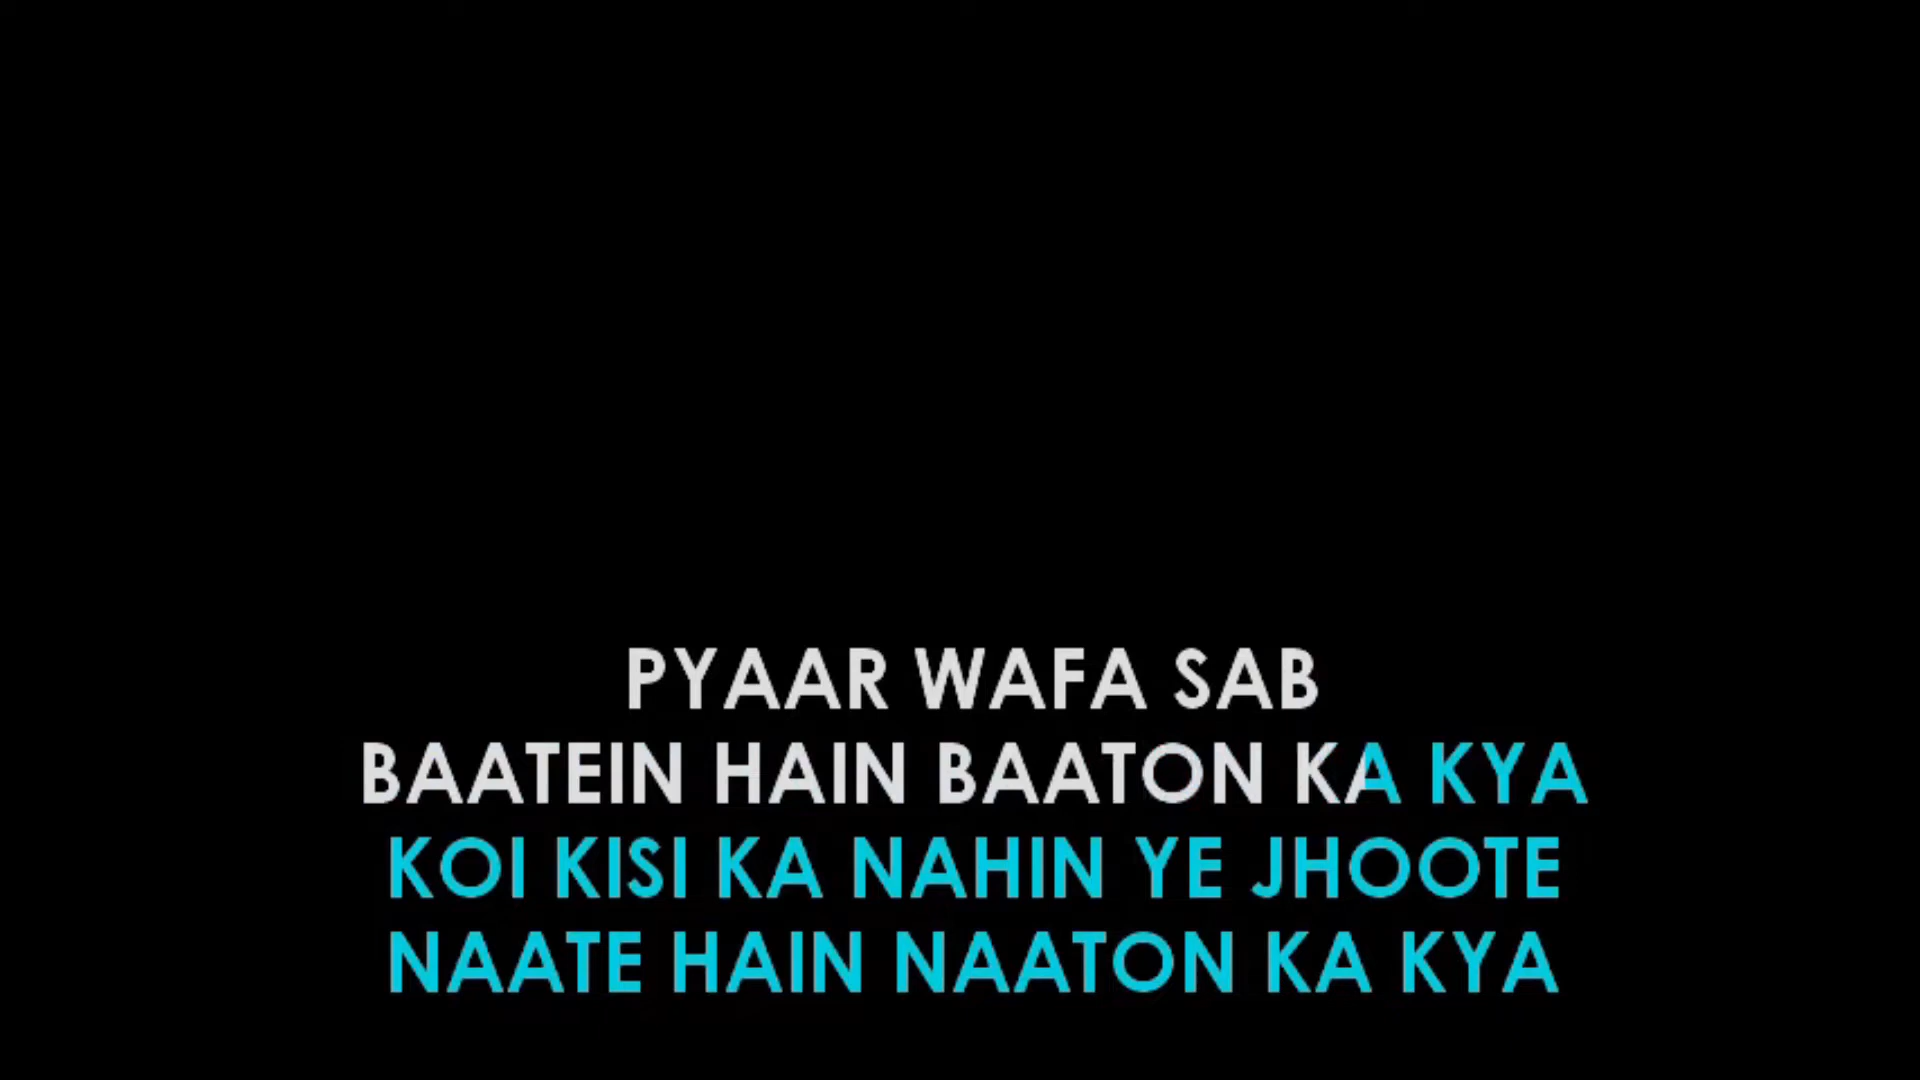 PYAAR WAFA SAB
BAATEIN HAIN BAATON KA KYA
KOI KISI KA NAHIN YE JHOOTE
NAATE HAIN NAATON KA KYA